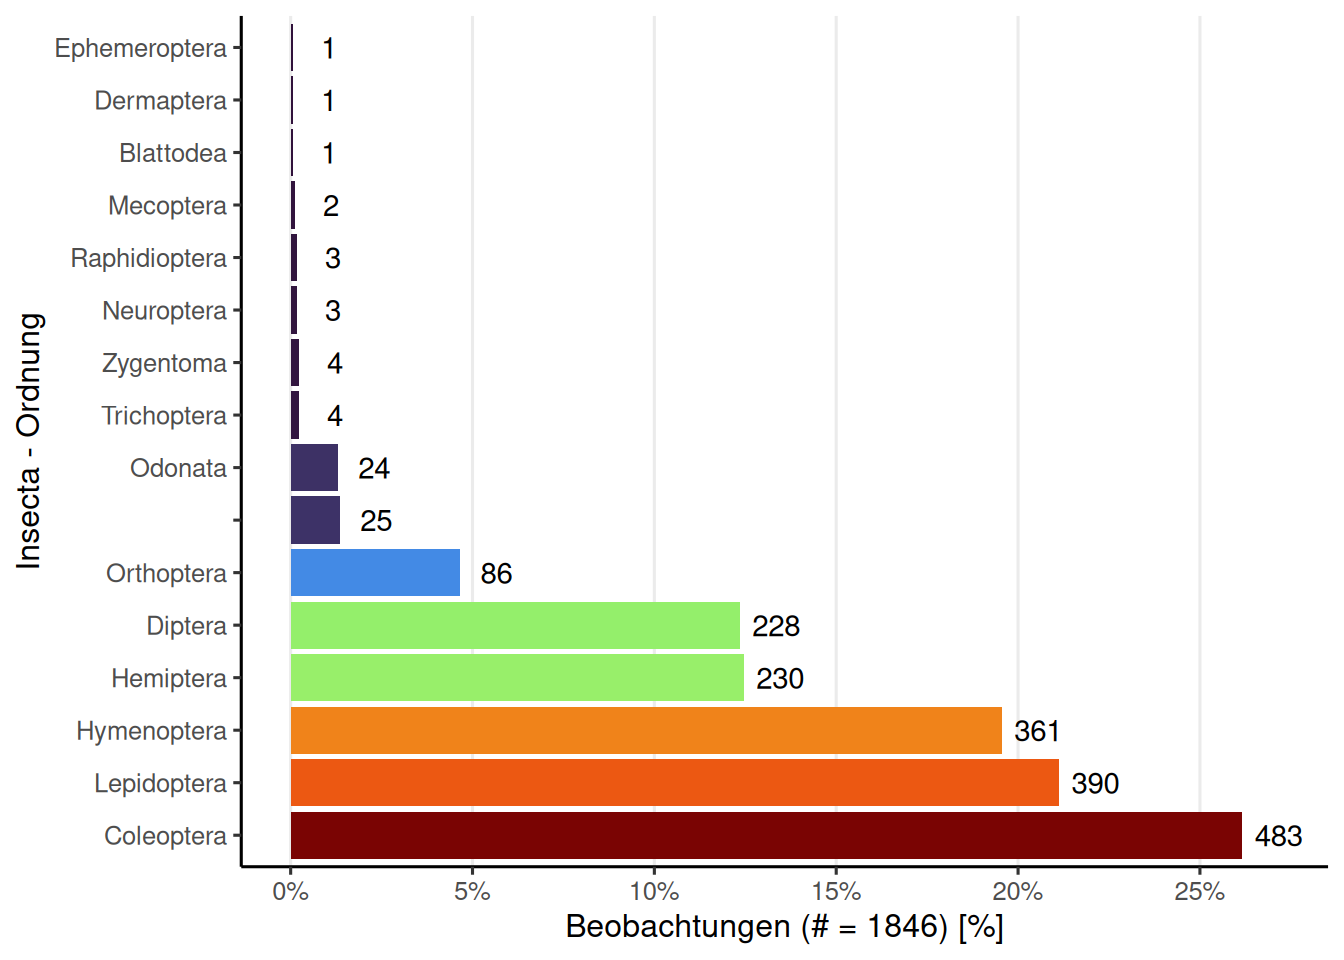 Insecta - Ordnung
Ephemeroptera 1
Dermaptera 1
Blattodea 1
Mecoptera 2
Raphidioptera 3
Neuroptera 3
Zygentoma 4
Trichoptera 4
Odonata 24
25
Orthoptera 86
Diptera 228
Hemiptera 230
Hymenoptera 361
Lepidoptera 390
Coleoptera 483
0% 5% 10% 15% 20% 25%
Beobachtungen (# = 1846) [%]